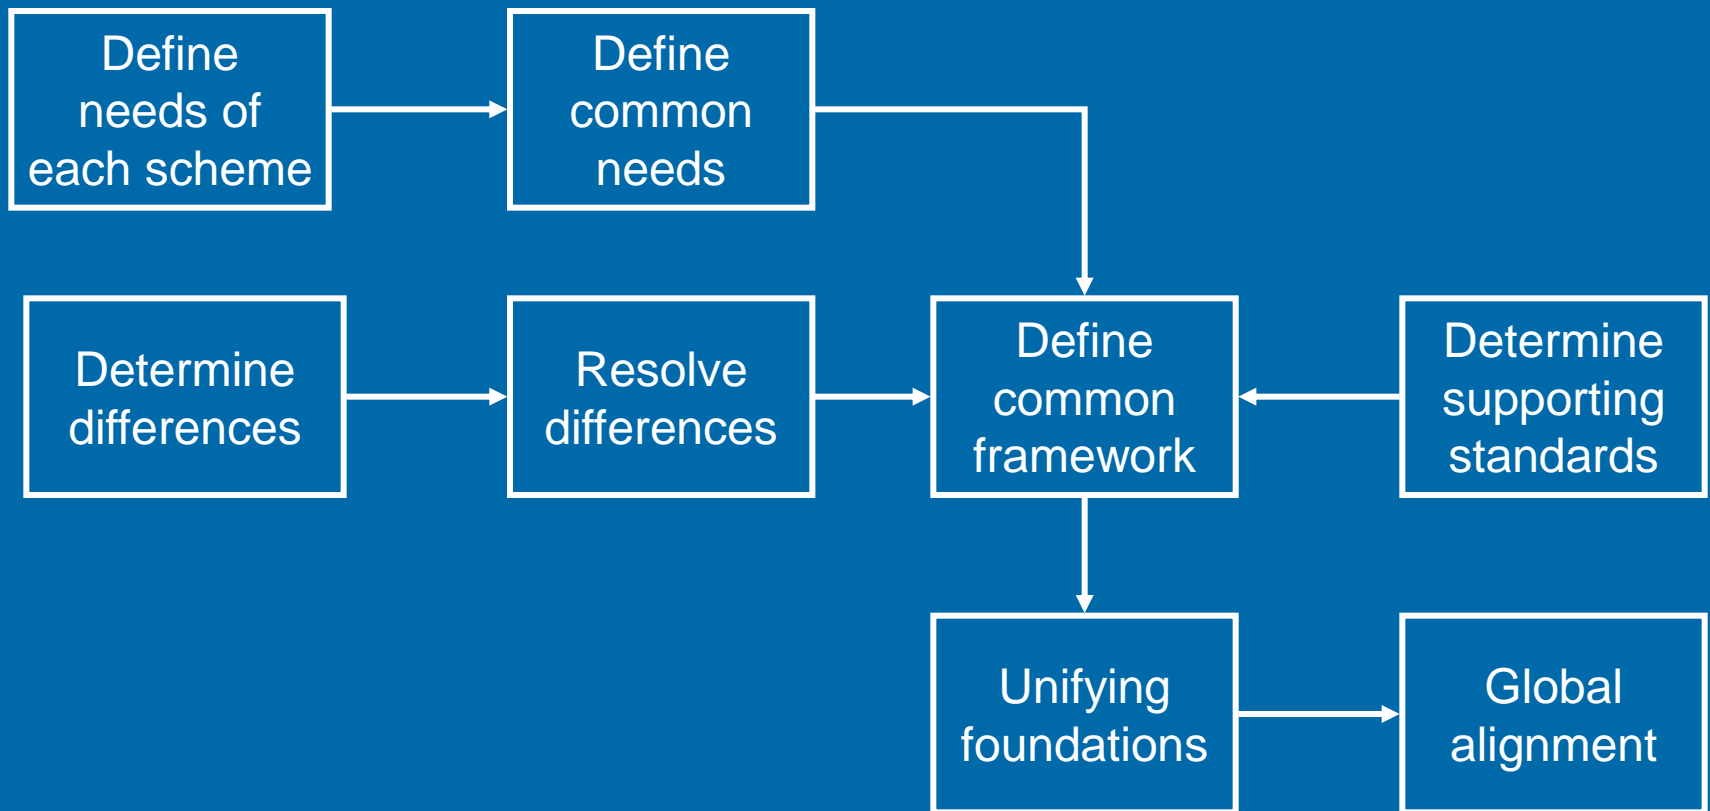 Define
needs of
each scheme
Define
common
needs
Determine
differences
Resolve
differences
Define
common
framework
Determine
supporting
standards
Unifying
foundations
Global
alignment